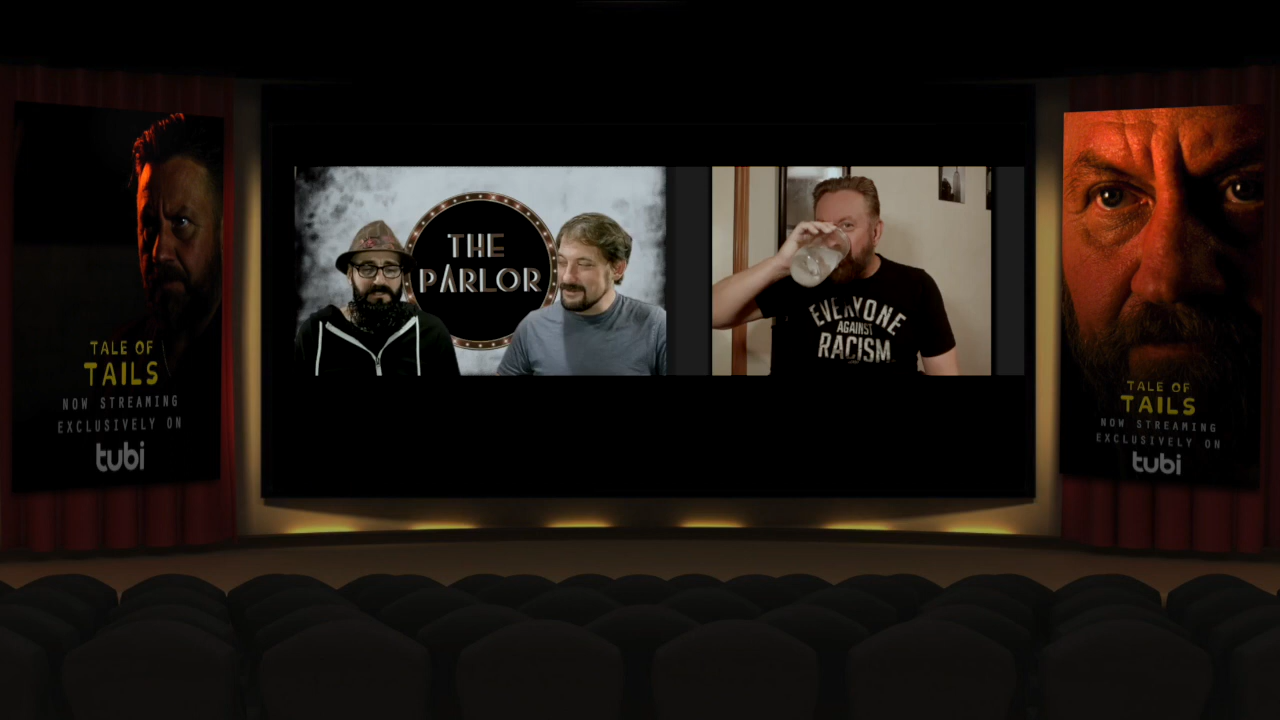 TALE OF
TAILS
NOW STREAMING
EXCLUSIVELY ON
tubi
THE
PARLOR
EVERYONE
AGAINST
RACISM
TALE OF
TAILS
NOW STREAMING
EXCLUSIVELY ON
tubi